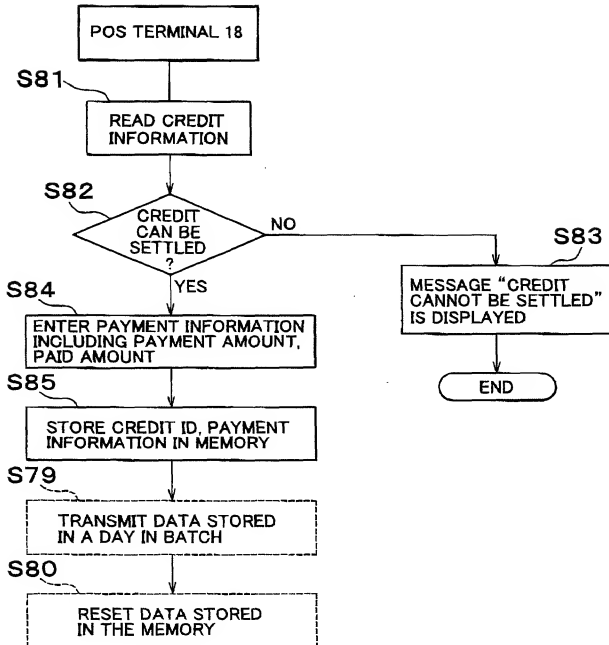 POS TERMINAL 18
S81
READ CREDIT
INFORMATION
S82
CREDIT
CAN BE
SETTLED
?
NO
YES
S83
MESSAGE “CREDIT
CANNOT BE SETTLED”
IS DISPLAYED
END
S84
ENTER PAYMENT INFORMATION
INCLUDING PAYMENT AMOUNT,
PAID AMOUNT
S85
STORE CREDIT ID, PAYMENT
INFORMATION IN MEMORY
S79
TRANSMIT DATA STORED
IN A DAY IN BATCH
S80
RESET DATA STORED
IN THE MEMORY